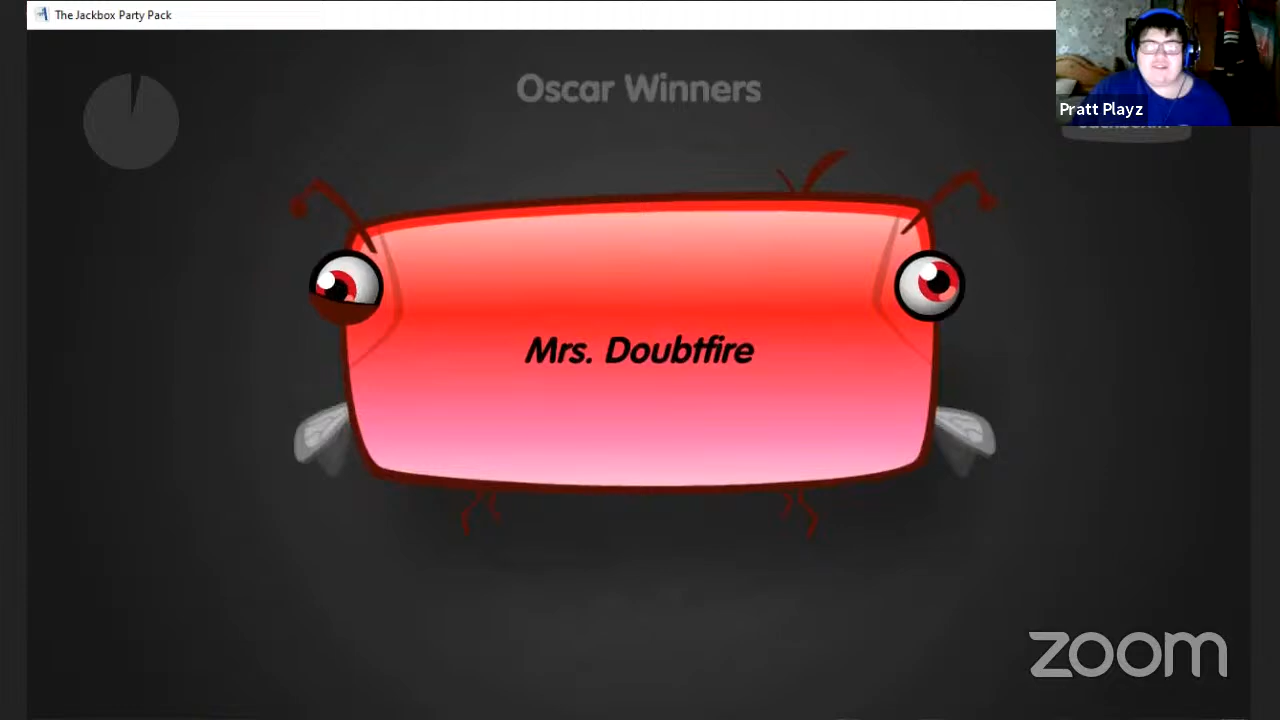 The Jackbox Party Pack
Oscar Winners
Pratt Playz
Mrs. Doubtfire
zoom